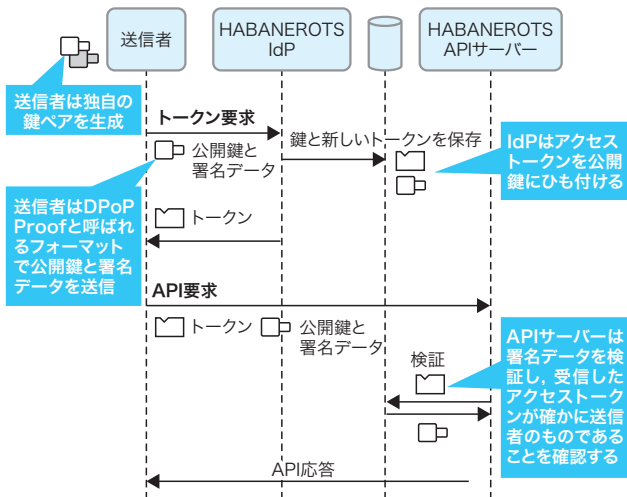 送信者
HABANEROTS
IdP
HABANEROTS
APIサーバー
送信者は独自の
鍵ペアを生成
トークン要求
公開鍵と
署名データ
鍵と新しいトークンを保存
IdPはアクセス
トークンを公開
鍵にひも付ける
送信者はDPoP
Proofと呼ばれ
るフォーマット
で公開鍵と署名
データを送信
トークン
API要求
トークン
公開鍵と
署名データ
検証
APIサーバーは
署名データを検
証し，受信した
アクセストーク
ンが確かに送信
者のものである
ことを確認する
API応答